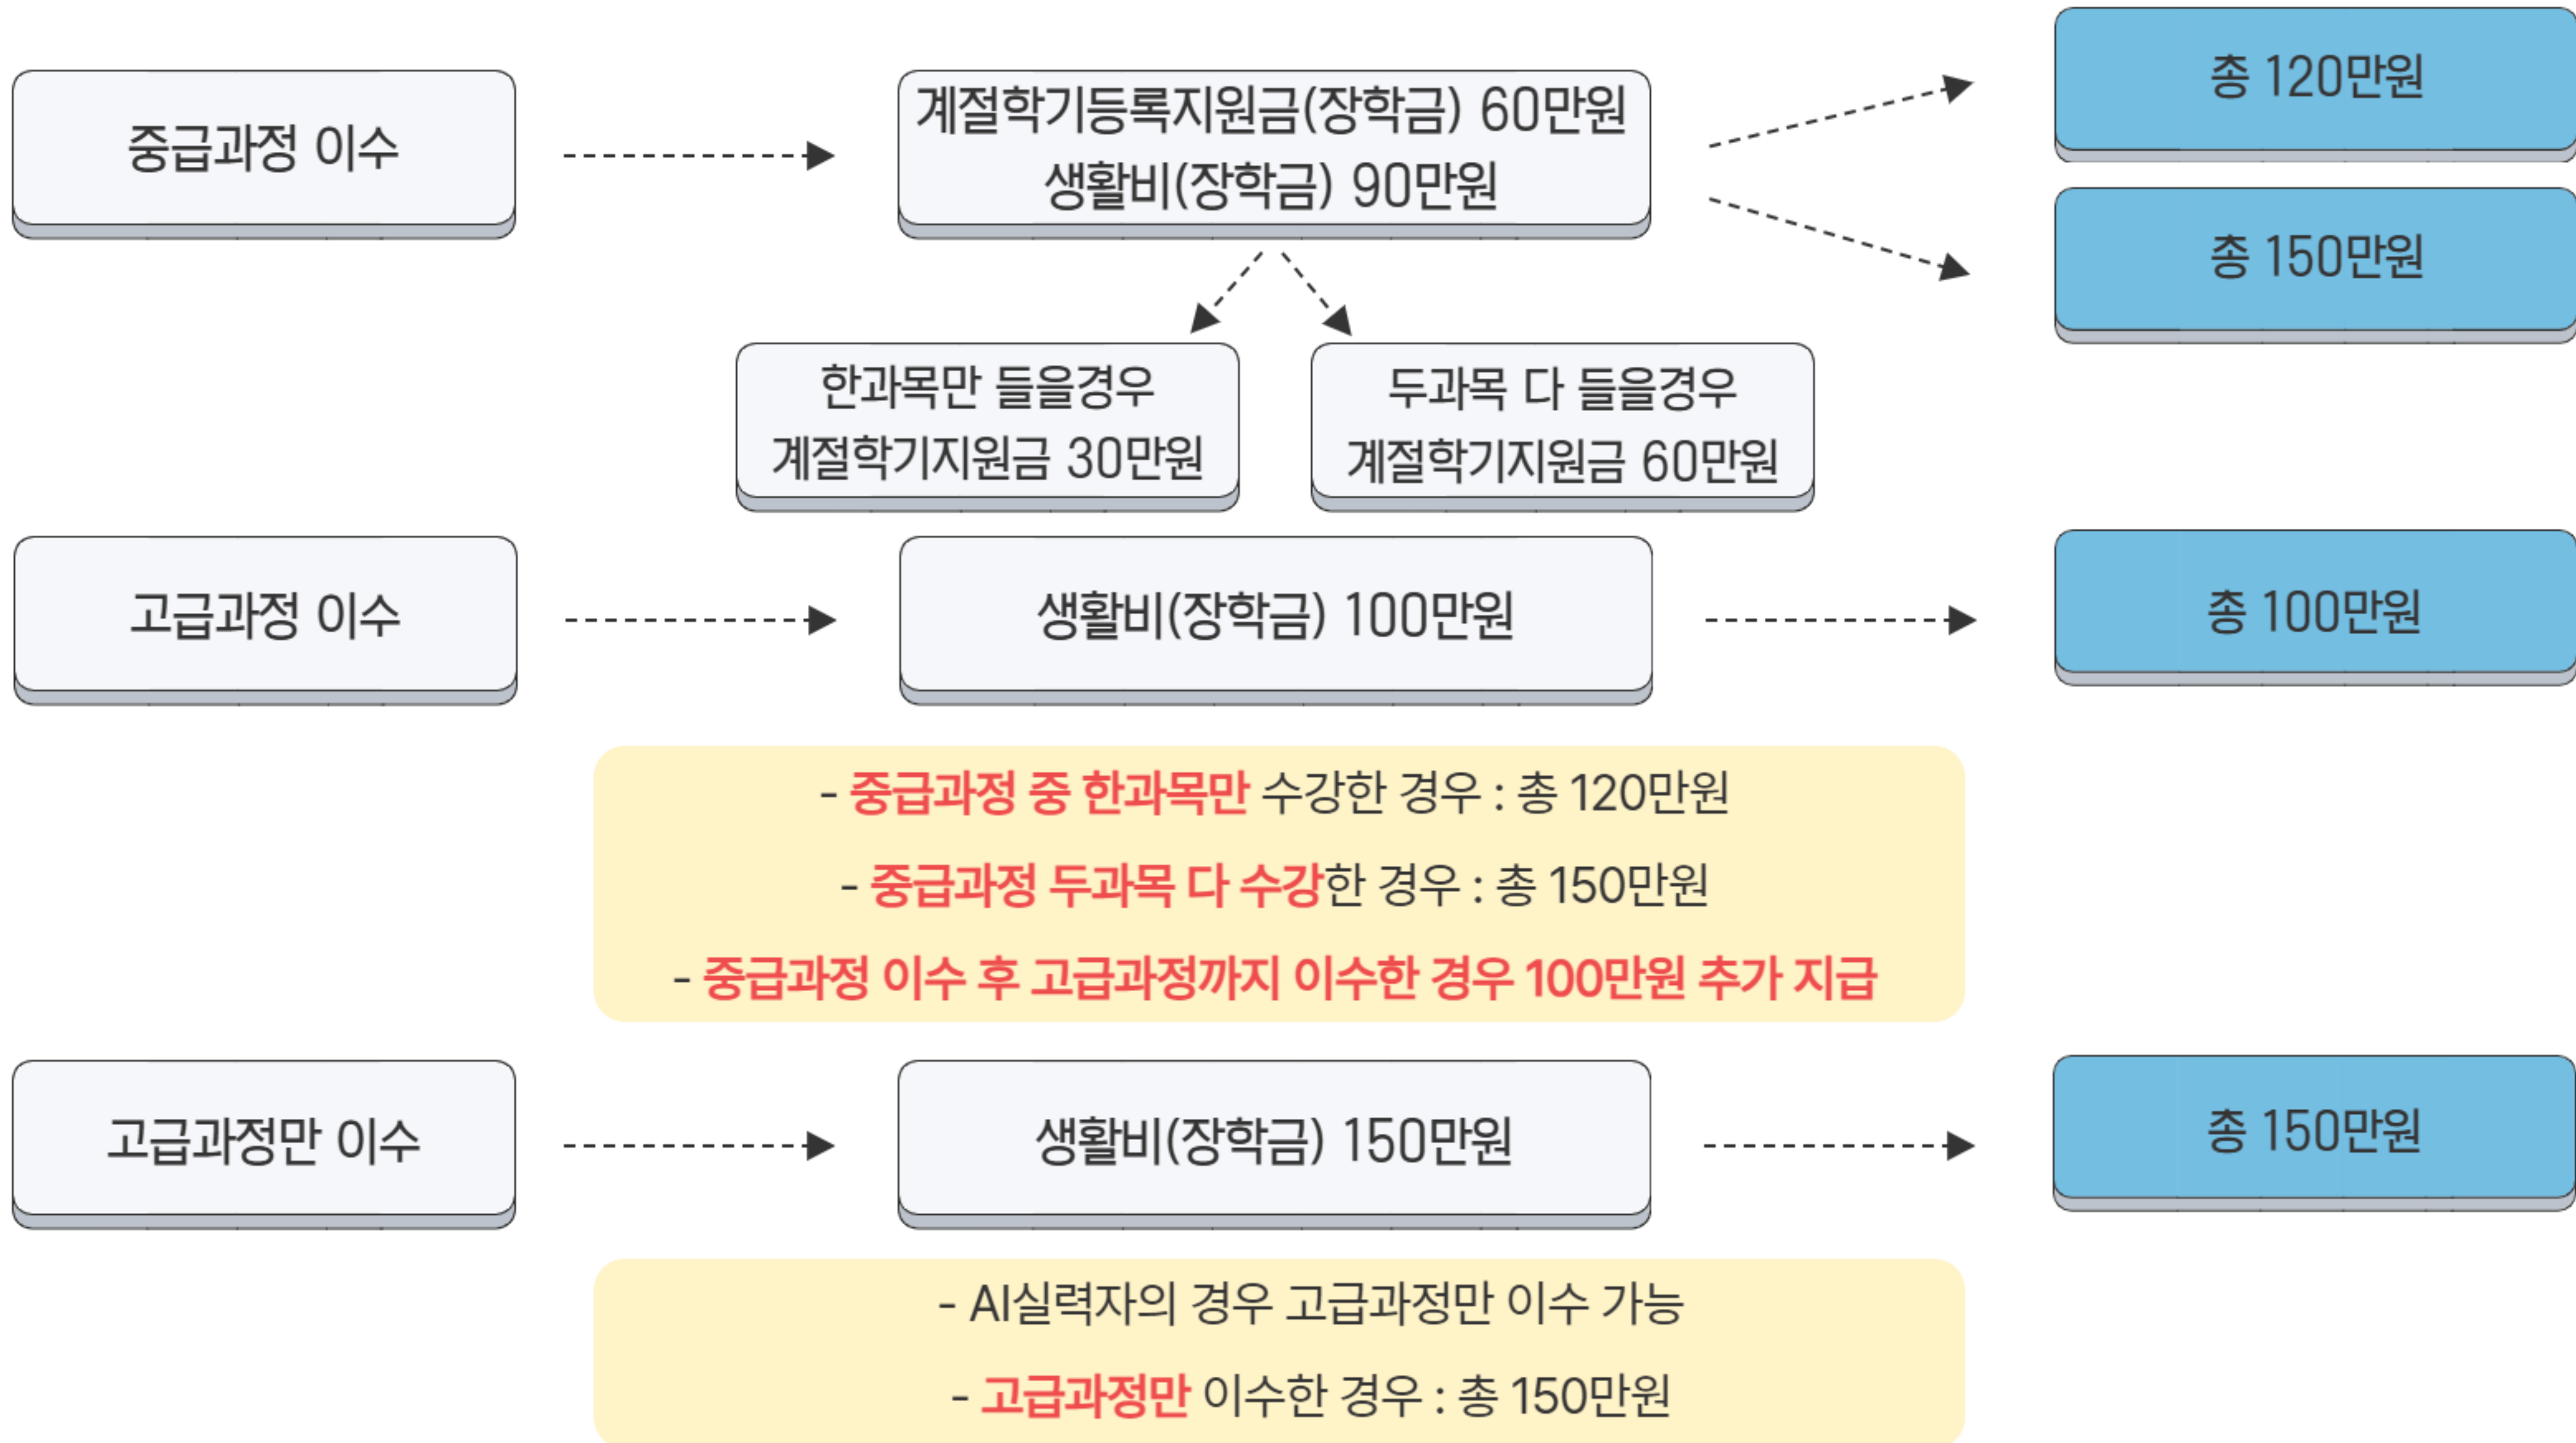 중급과정 이수
계절학기등록지원금(장학금) 60만원
생활비(장학금) 90만원
총 120만원
총 150만원
한과목만 들을경우
계절학기지원금 30만원
두과목 다 들을경우
계절학기지원금 60만원
고급과정 이수
생활비(장학금) 100만원
총 100만원
- 중급과정 중 한과목만 수강한 경우 : 총 120만원
- 중급과정 두과목 다 수강한 경우 : 총 150만원
- 중급과정 이수 후 고급과정까지 이수한 경우 100만원 추가 지급
고급과정만 이수
생활비(장학금) 150만원
총 150만원
- AI실력자의 경우 고급과정만 이수 가능
- 고급과정만 이수한 경우 : 총 150만원